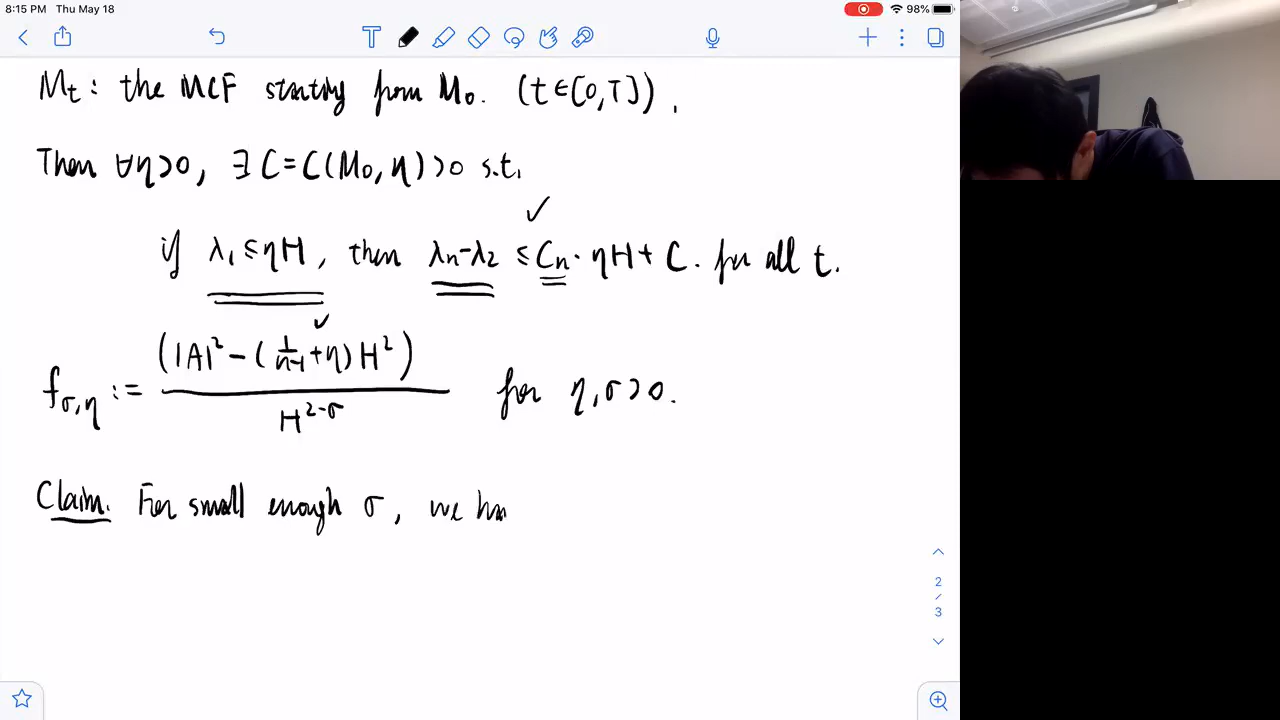 8:15 PM Thu May 18
98%
Mt : the MCF starting from M₀. (t ∈ [0,T]).
Then ∀η>0, ∃ C = C(M₀, η) >0 s.t.
if λ₁ ≤ ηH, then λn-λ₂ ≤ Cn · ηH + C. for all t.
fσ,η := (|A|² - (1/(n-1) + η) H²) / H^(2-σ) for η, σ > 0.
Claim. For small enough σ, we hav
2
/
3